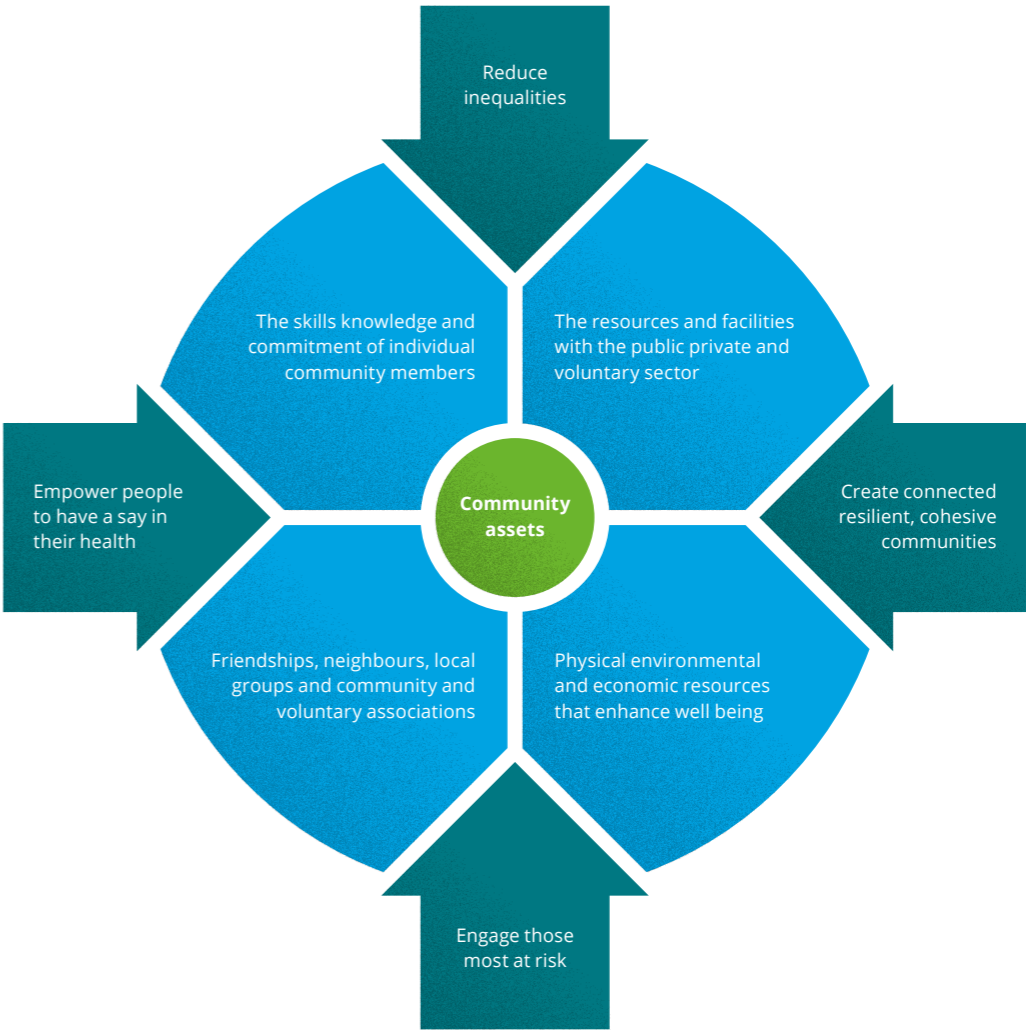 Reduce
inequalities
The skills knowledge and
commitment of individual
community members
The resources and facilities
with the public private and
voluntary sector
Empower people
to have a say in
their health
Community
assets
Create connected
resilient, cohesive
communities
Friendships, neighbours, local
groups and community and
voluntary associations
Physical environmental
and economic resources
that enhance well being
Engage those
most at risk